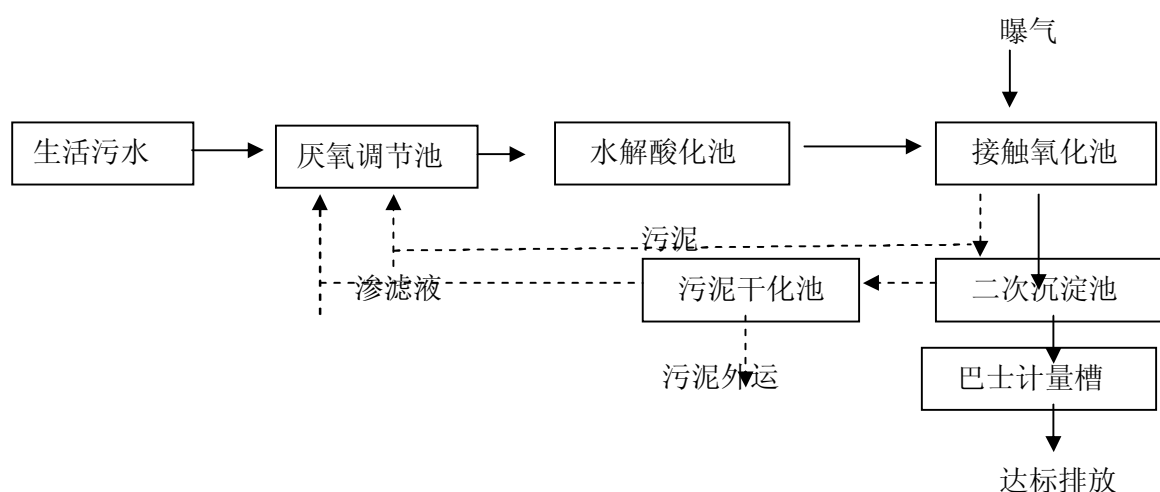 曝气
生活污水
厌氧调节池
水解酸化池
接触氧化池
污泥
渗滤液
污泥干化池
二次沉淀池
污泥外运
巴士计量槽
达标排放